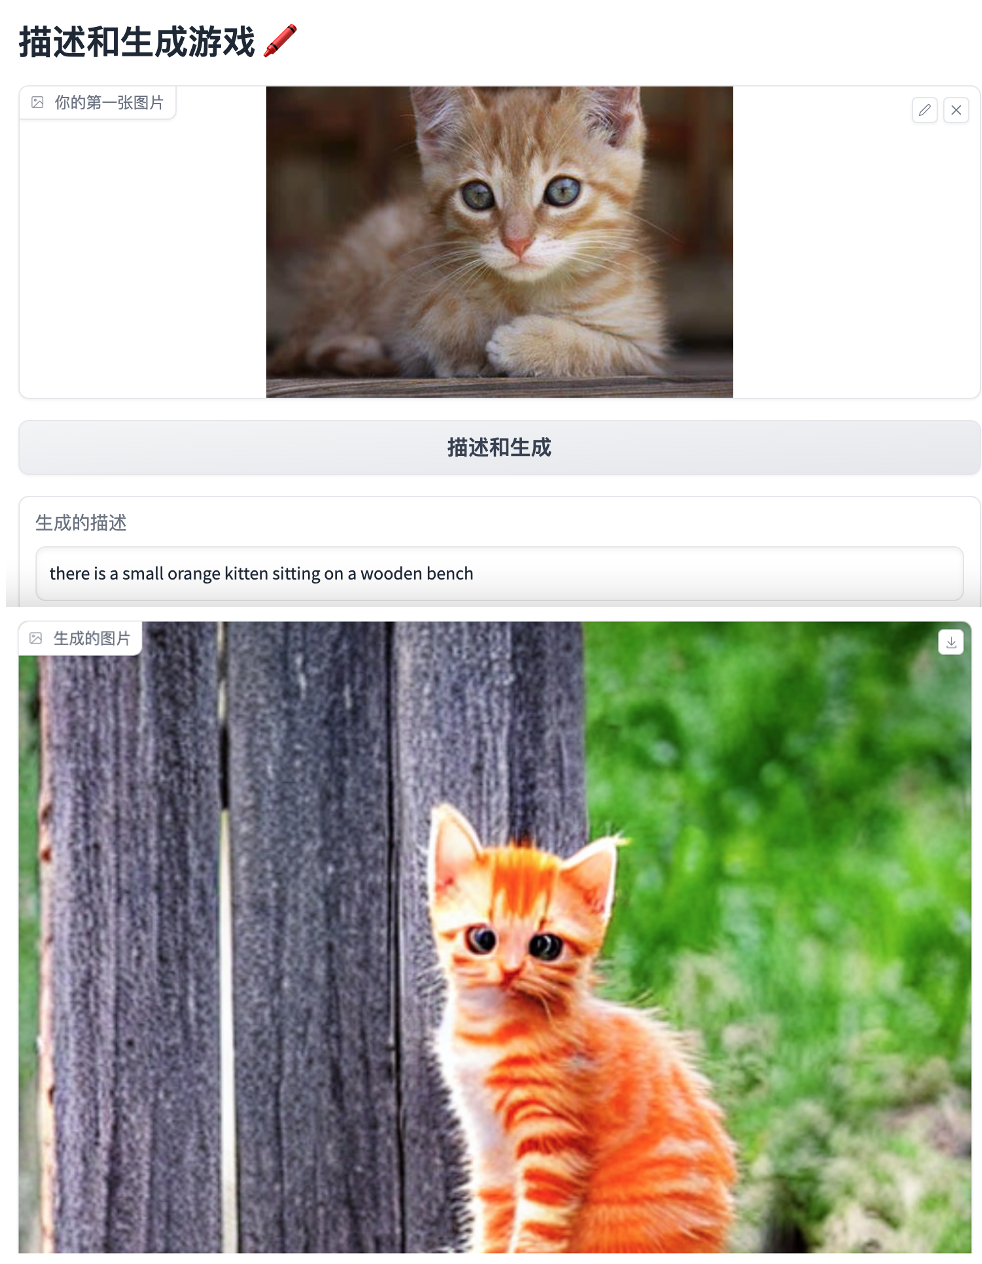 描述和生成游戏🖍️
你的第一张图片
描述和生成
生成的描述
there is a small orange kitten sitting on a wooden bench
生成的图片